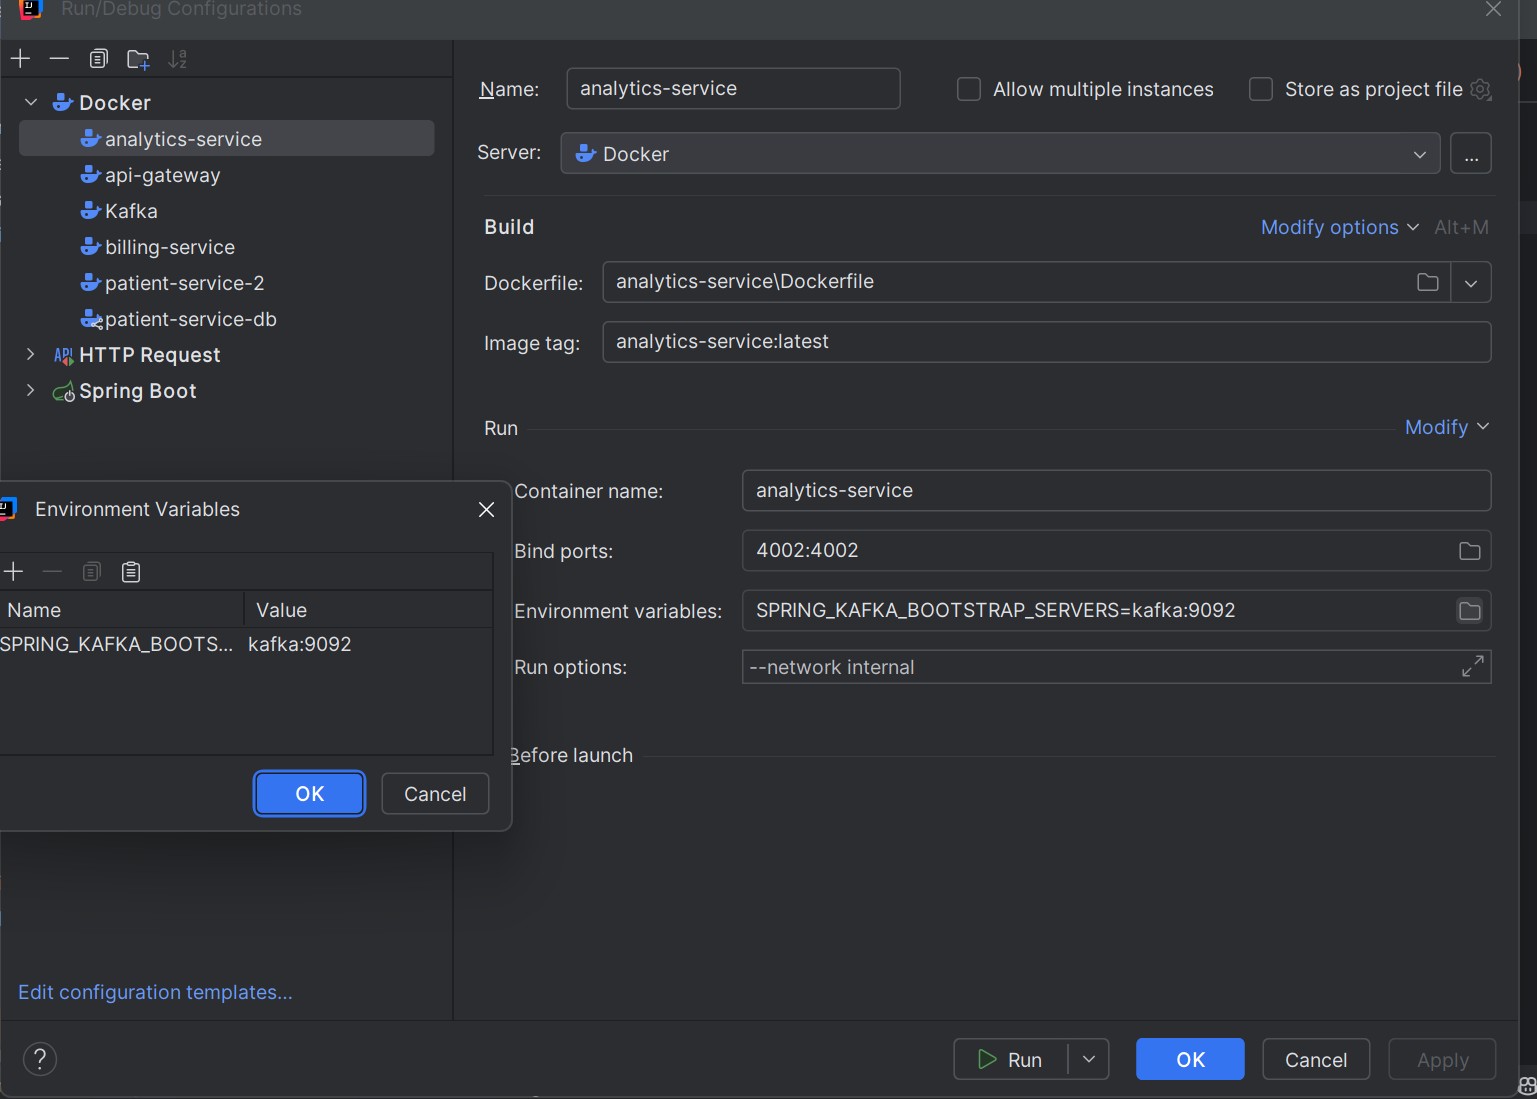 Run/Debug Configurations
Docker
analytics-service
api-gateway
Kafka
billing-service
patient-service-2
patient-service-db
HTTP Request
Spring Boot
Name: analytics-service Allow multiple instances Store as project file
Server: Docker ...
Build Modify options Alt+M
Dockerfile: analytics-service\Dockerfile
Image tag: analytics-service:latest
Run Modify
Container name: analytics-service
Bind ports: 4002:4002
Environment variables: SPRING_KAFKA_BOOTSTRAP_SERVERS=kafka:9092
Run options: --network internal
Before launch
Environment Variables
Name Value
SPRING_KAFKA_BOOTS... kafka:9092
OK Cancel
Edit configuration templates...
? Run OK Cancel Apply